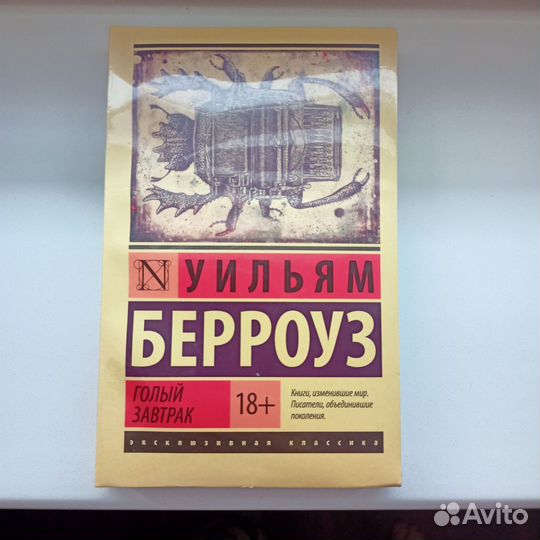 N УИЛЬЯМ
БЕРРОУЗ
ГОЛЫЙ
ЗАВТРАК
18+
Книги, изменившие мир.
Писатели, объединившие
поколения.
эксклюзивная классика
Avito